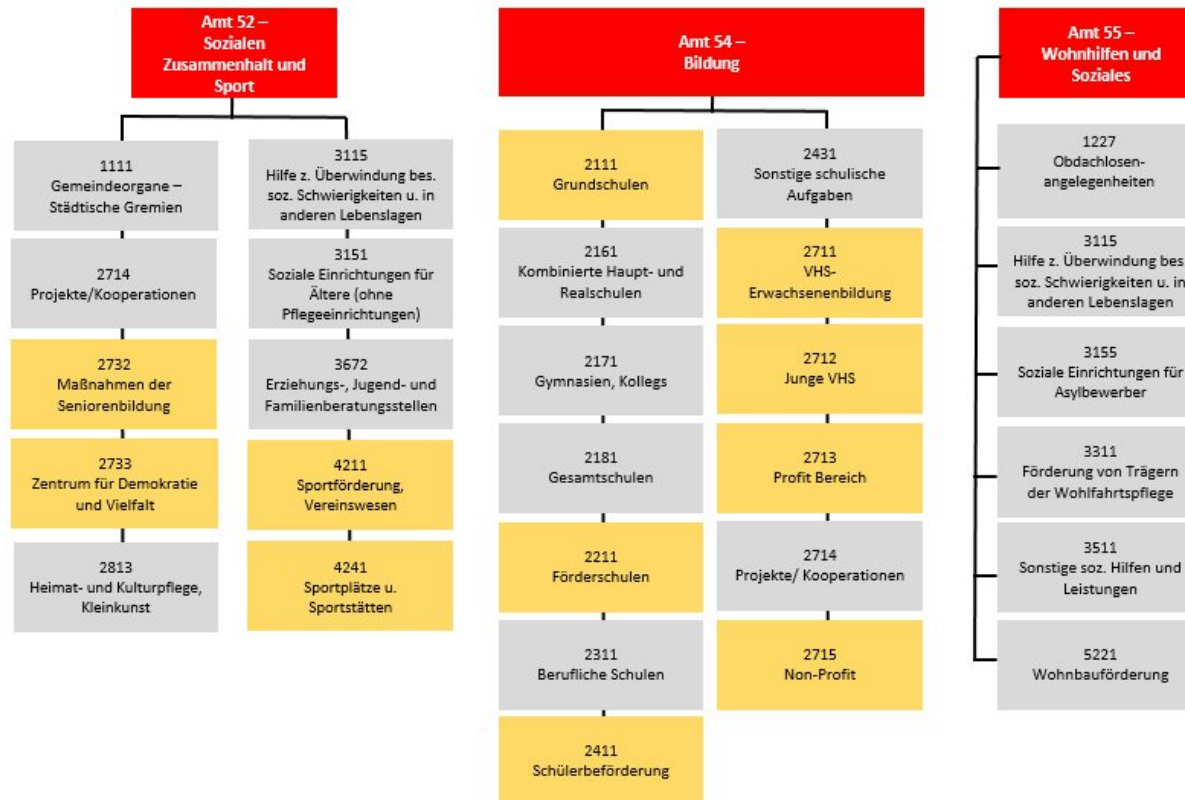 Amt 52 –
Sozialen
Zusammenhalt und
Sport
1111
Gemeindeorgane –
Städtische Gremien
2714
Projekte/Kooperationen
2732
Maßnahmen der
Seniorenbildung
2733
Zentrum für Demokratie
und Vielfalt
2813
Heimat- und Kulturpflege,
Kleinkunst
3115
Hilfe z. Überwindung bes.
soz. Schwierigkeiten u. in
anderen Lebenslagen
3151
Soziale Einrichtungen für
Ältere (ohne
Pflegeeinrichtungen)
3672
Erziehungs-, Jugend- und
Familienberatungsstellen
4211
Sportförderung,
Vereinswesen
4241
Sportplätze u.
Sportstätten
Amt 54 –
Bildung
2111
Grundschulen
2161
Kombinierte Haupt- und
Realschulen
2171
Gymnasien, Kollegs
2181
Gesamtschulen
2211
Förderschulen
2311
Berufliche Schulen
2411
Schülerbeförderung
2431
Sonstige schulische
Aufgaben
2711
VHS-
Erwachsenenbildung
2712
Junge VHS
2713
Profit Bereich
2714
Projekte/ Kooperationen
2715
Non-Profit
Amt 55 –
Wohnhilfen und
Soziales
1227
Obdachlosen-
angelegenheiten
3115
Hilfe z. Überwindung bes.
soz. Schwierigkeiten u. in
anderen Lebenslagen
3155
Soziale Einrichtungen für
Asylbewerber
3311
Förderung von Trägern
der Wohlfahrtspflege
3511
Sonstige soz. Hilfen und
Leistungen
5221
Wohnbauförderung